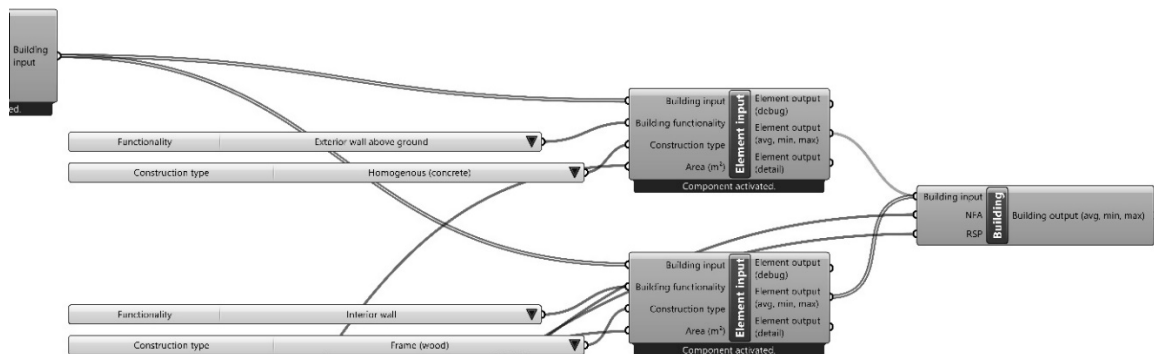 Building
input
ed.
Functionality
Exterior wall above ground
Construction type
Homogenous (concrete)
Building input
Building functionality
Construction type
Area (m²)
Element input
Element output
(debug)
Element output
(avg, min, max)
Element output
(detail)
Component activated.
Building input
NFA
RSP
Building
Building output (avg, min, max)
Functionality
Interior wall
Construction type
Frame (wood)
Building input
Building functionality
Construction type
Area (m²)
Element input
Element output
(debug)
Element output
(avg, min, max)
Element output
(detail)
Component activated.